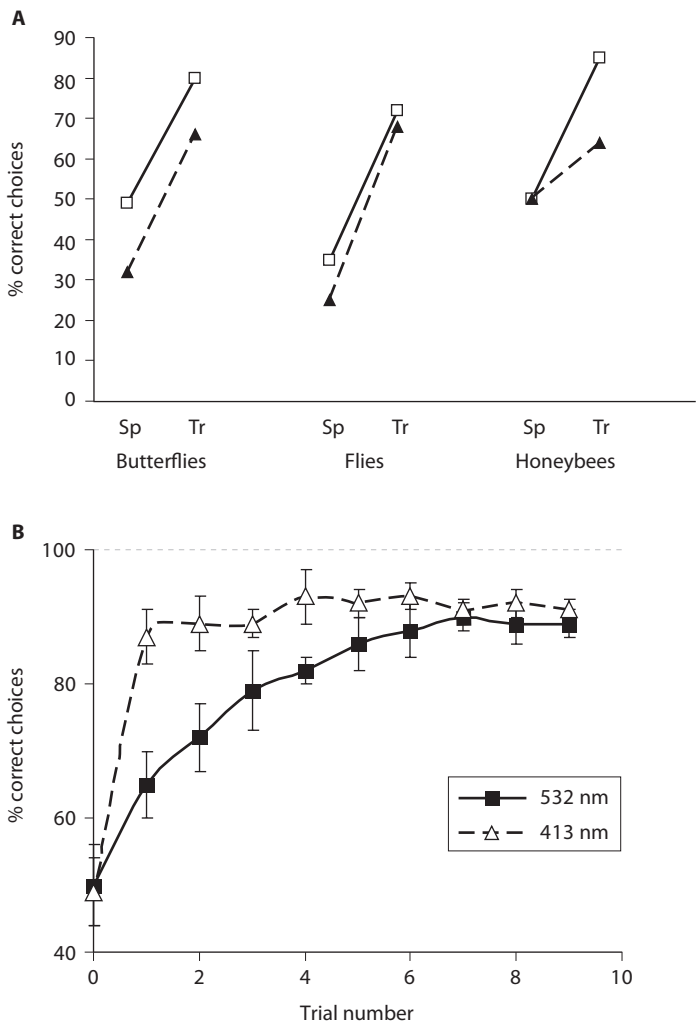 A
90
80
70
60
50
40
30
20
10
0
% correct choices
Sp Tr Sp Tr Sp Tr
Butterflies Flies Honeybees
B
100
80
60
40
% correct choices
532 nm
413 nm
0 2 4 6 8 10
Trial number